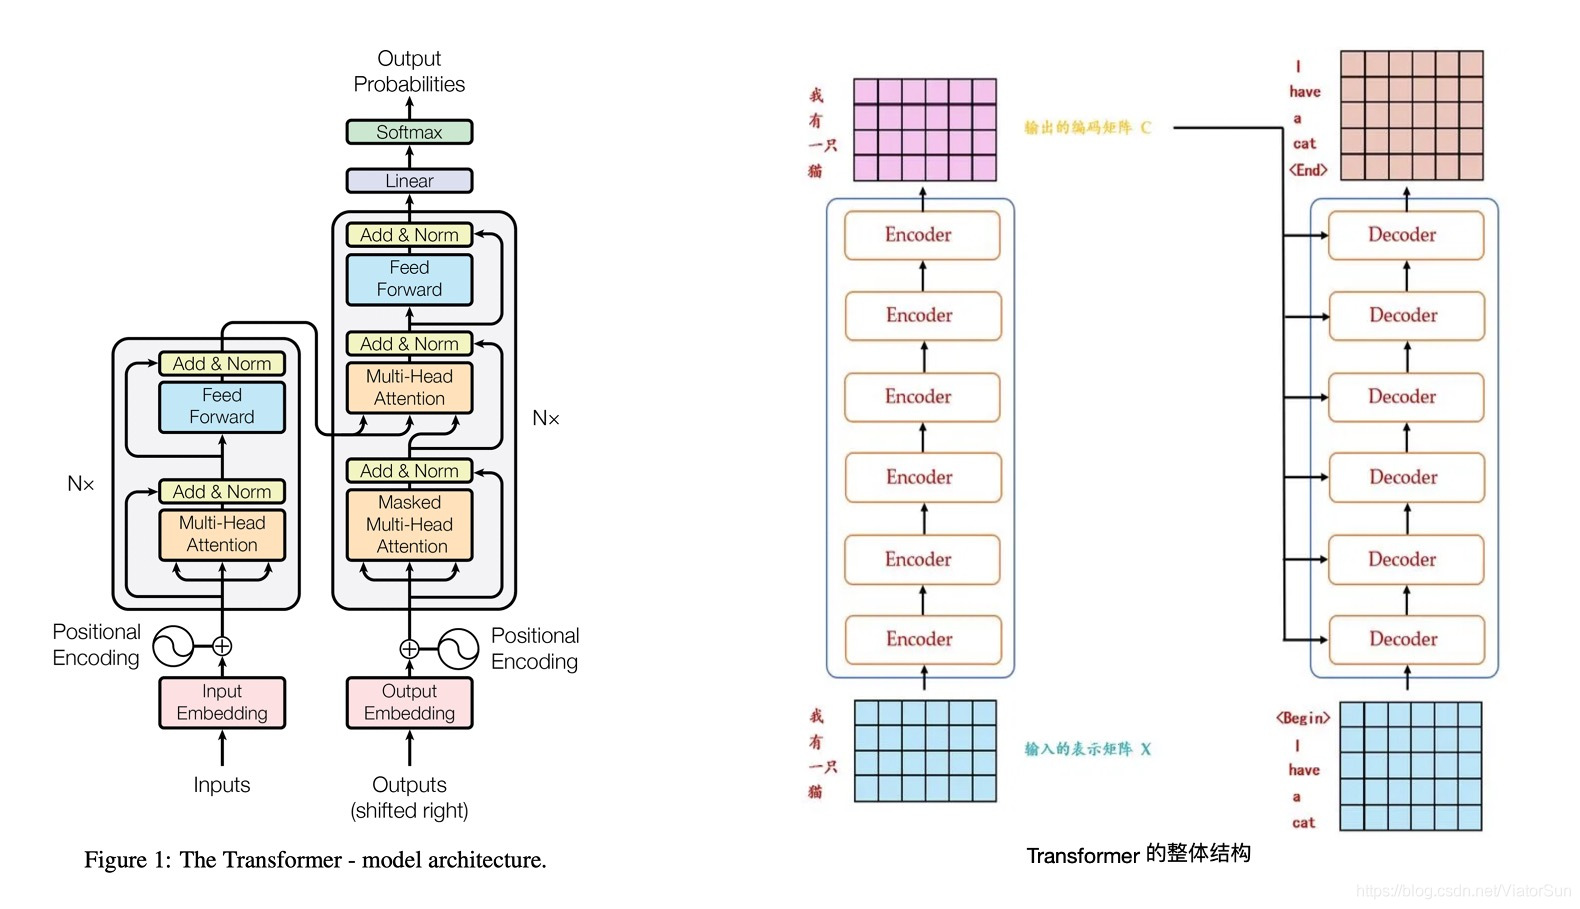 Output
Probabilities
Softmax
Linear
Add & Norm
Feed
Forward
Add & Norm
Multi-Head
Attention
Add & Norm
Masked
Multi-Head
Attention
N×
Add & Norm
Feed
Forward
Add & Norm
Multi-Head
Attention
N×
Positional
Encoding
Positional
Encoding
Input
Embedding
Output
Embedding
Inputs
Outputs
(shifted right)
Figure 1: The Transformer - model architecture.
我
有
一只
猫
输出的编码矩阵 C
Encoder
Encoder
Encoder
Encoder
Encoder
Encoder
我
有
一只
猫
输入的表示矩阵 X
I
have
a
cat
<End>
Decoder
Decoder
Decoder
Decoder
Decoder
Decoder
<Begin>
I
have
a
cat
Transformer 的整体结构
https://blog.csdn.net/ViatorSun